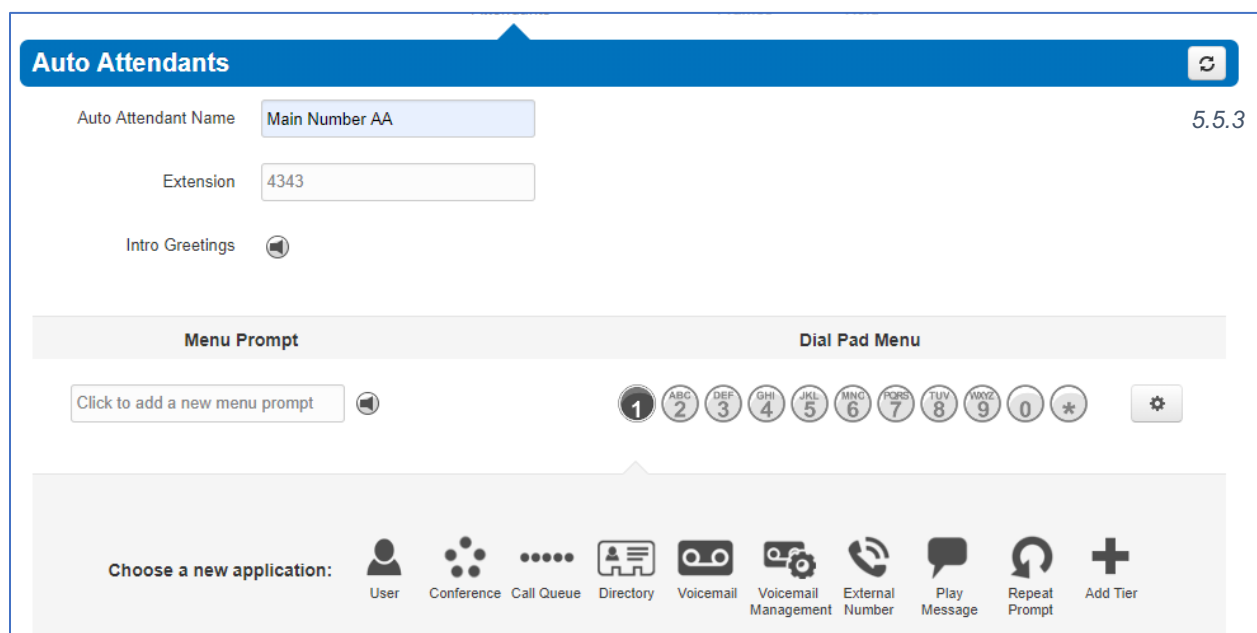 Auto Attendants
Auto Attendant Name Main Number AA
5.5.3
Extension 4343
Intro Greetings
Menu Prompt Dial Pad Menu
Click to add a new menu prompt
1 ABC 2 DEF 3 GHI 4 JKL 5 MNO 6 PQRS 7 TUV 8 WXYZ 9 0 *
Choose a new application:
User Conference Call Queue Directory Voicemail Voicemail Management External Number Play Message Repeat Prompt Add Tier